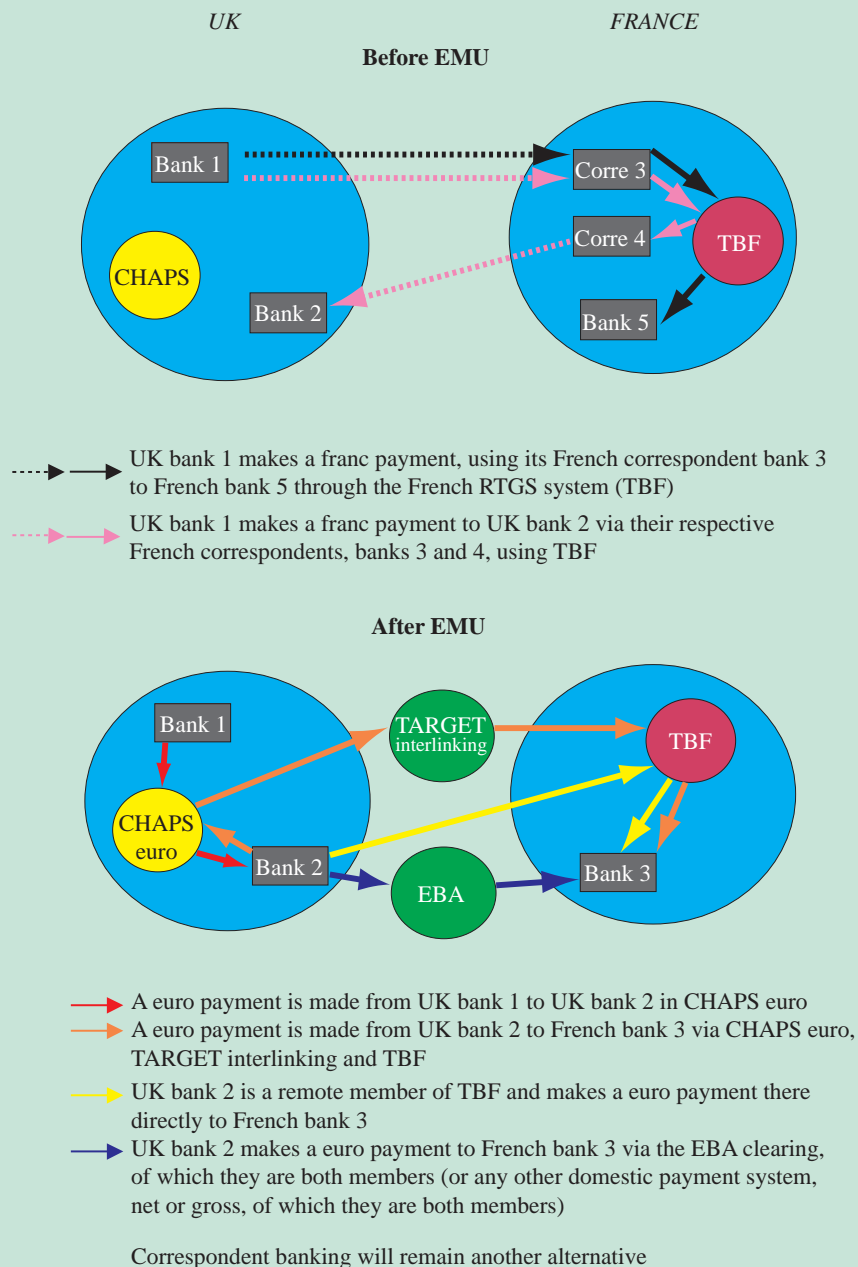 UK
FRANCE
Before EMU
Bank 1
Corre 3
Corre 4
TBF
CHAPS
Bank 2
Bank 5
UK bank 1 makes a franc payment, using its French correspondent bank 3
to French bank 5 through the French RTGS system (TBF)
UK bank 1 makes a franc payment to UK bank 2 via their respective
French correspondents, banks 3 and 4, using TBF
After EMU
Bank 1
TARGET
interlinking
TBF
CHAPS
euro
Bank 2
EBA
Bank 3
A euro payment is made from UK bank 1 to UK bank 2 in CHAPS euro
A euro payment is made from UK bank 2 to French bank 3 via CHAPS euro,
TARGET interlinking and TBF
UK bank 2 is a remote member of TBF and makes a euro payment there
directly to French bank 3
UK bank 2 makes a euro payment to French bank 3 via the EBA clearing,
of which they are both members (or any other domestic payment system,
net or gross, of which they are both members)
Correspondent banking will remain another alternative